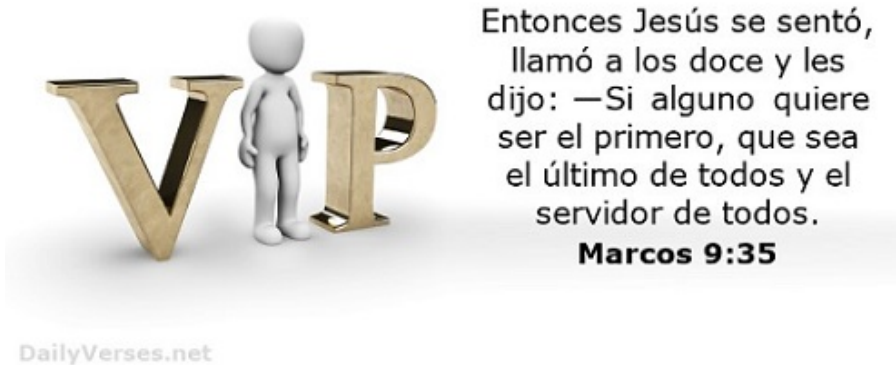 VIP
Entonces Jesús se sentó,
llamó a los doce y les
dijo: —Si alguno quiere
ser el primero, que sea
el último de todos y el
servidor de todos.
Marcos 9:35
DailyVerses.net